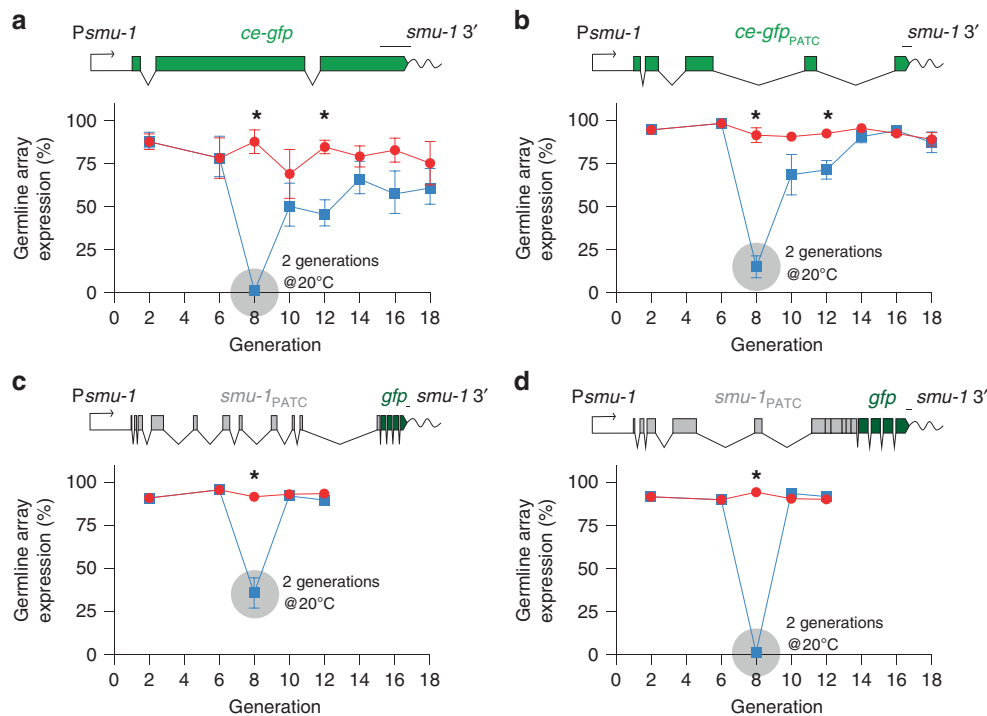 a
Psmu-1 ce-gfp smu-1 3′
Germline array
expression (%)
100
75
50
25
0
* *
2 generations
@20°C
0 2 4 6 8 10 12 14 16 18
Generation
b
Psmu-1 ce-gfpPATC smu-1 3′
Germline array
expression (%)
100
75
50
25
0
* *
2 generations
@20°C
0 2 4 6 8 10 12 14 16 18
Generation
c
Psmu-1 smu-1PATC gfp smu-1 3′
Germline array
expression (%)
100
75
50
25
0
*
2 generations
@20°C
0 2 4 6 8 10 12 14 16 18
Generation
d
Psmu-1 smu-1PATC gfp smu-1 3′
Germline array
expression (%)
100
75
50
25
0
*
2 generations
@20°C
0 2 4 6 8 10 12 14 16 18
Generation